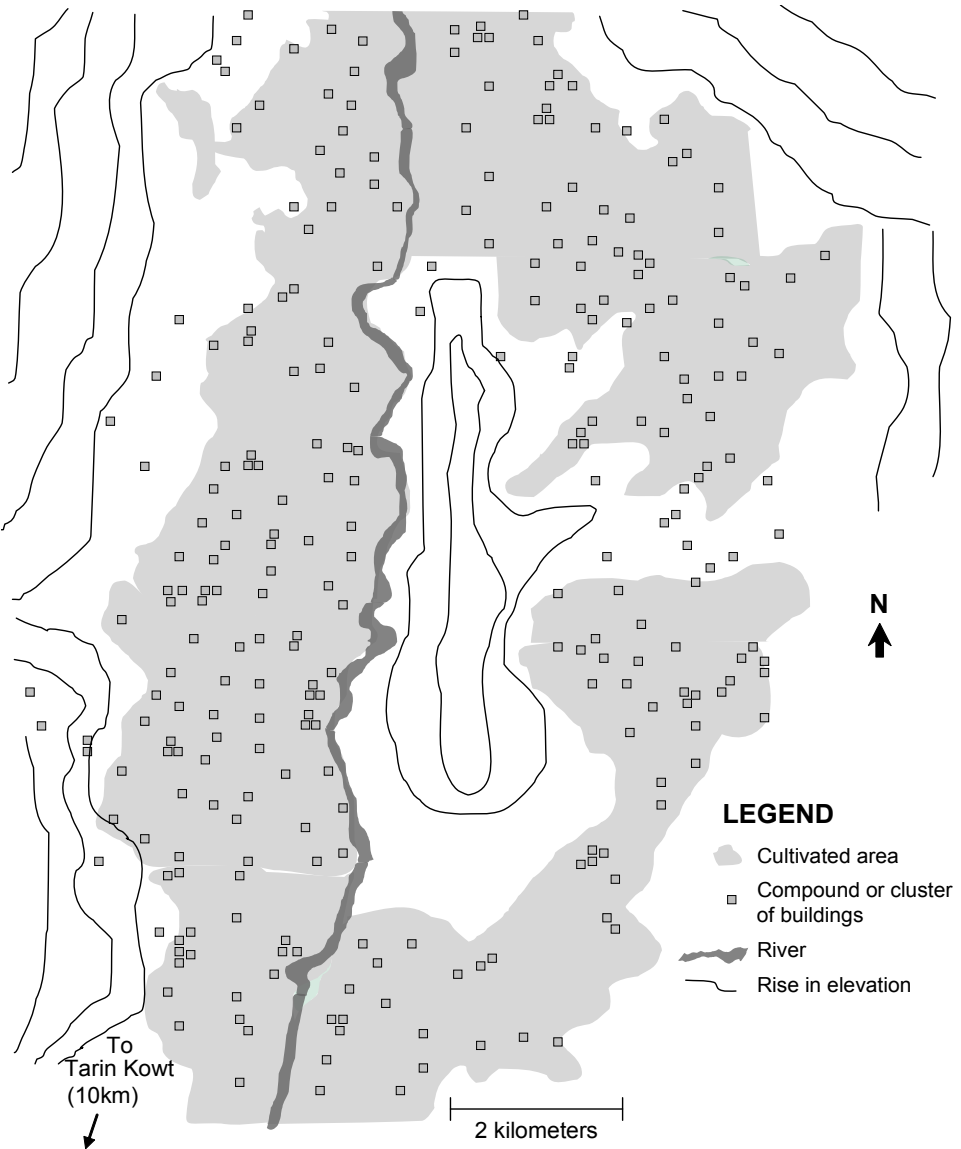 N
LEGEND
Cultivated area
Compound or cluster
of buildings
River
Rise in elevation
To
Tarin Kowt
(10km)
2 kilometers